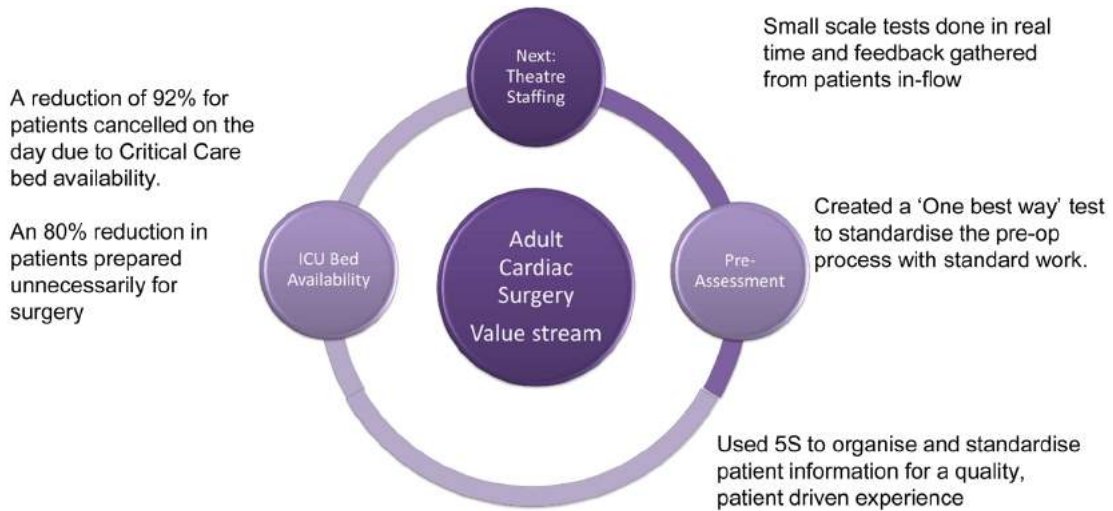 Next:
Theatre
Staffing
Small scale tests done in real
time and feedback gathered
from patients in-flow
A reduction of 92% for
patients cancelled on the
day due to Critical Care
bed availability.
An 80% reduction in
patients prepared
unnecessarily for
surgery
ICU Bed
Availability
Adult
Cardiac
Surgery
Value stream
Pre-
Assessment
Created a ‘One best way’ test
to standardise the pre-op
process with standard work.
Used 5S to organise and standardise
patient information for a quality,
patient driven experience